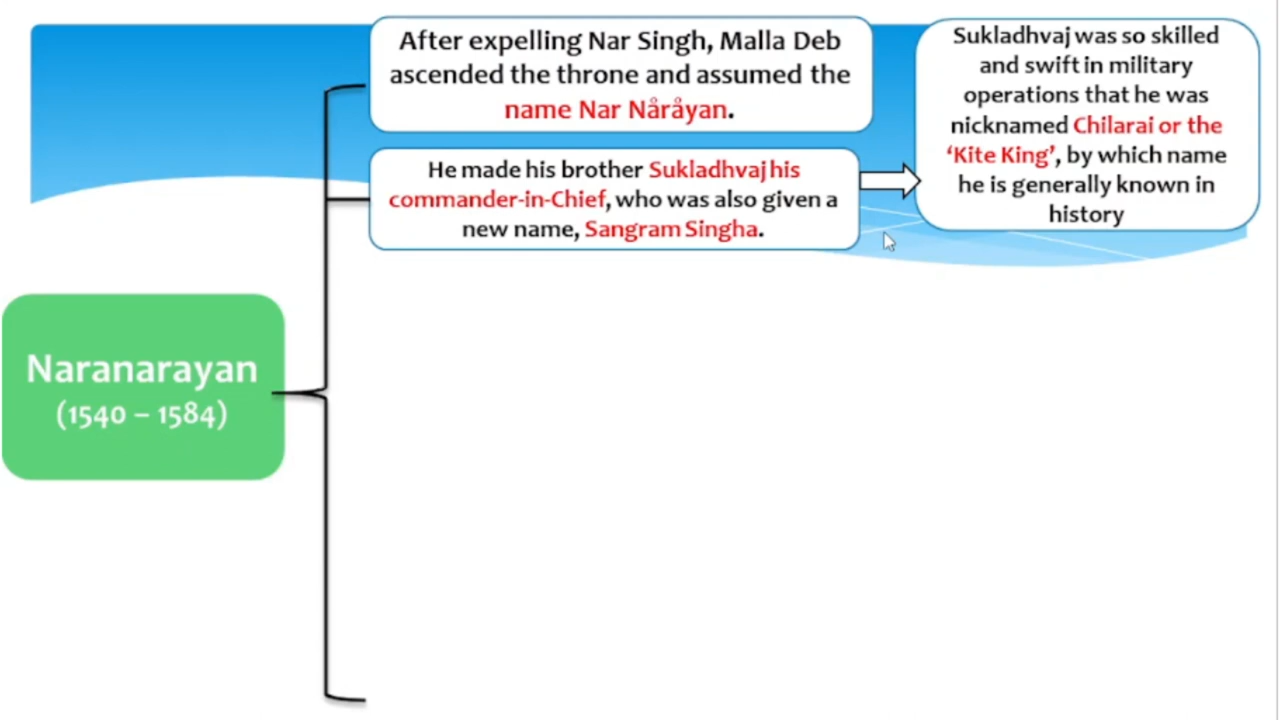 After expelling Nar Singh, Malla Deb
ascended the throne and assumed the
name Nar Nåråyan.
He made his brother Sukladhvaj his
commander-in-Chief, who was also given a
new name, Sangram Singha.
Sukladhvaj was so skilled
and swift in military
operations that he was
nicknamed Chilarai or the
‘Kite King’, by which name
he is generally known in
history
Naranarayan
(1540 – 1584)